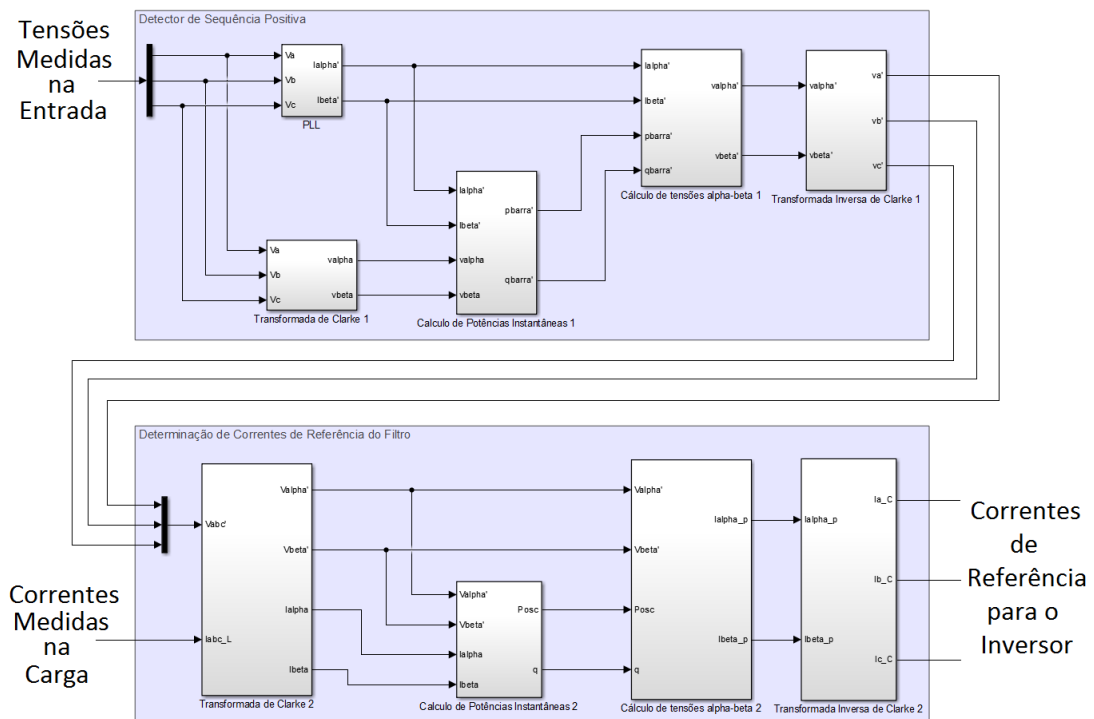 Detector de Sequência Positiva
Tensões
Medidas
na
Entrada
Va
Vb
Vc
Ialpha'
Ibeta'
PLL
Va
Vb
Vc
valpha
vbeta
Transformada de Clarke 1
Ialpha'
Ibeta'
valpha
vbeta
pbarra'
qbarra'
Calculo de Potências Instantâneas 1
Ialpha'
Ibeta'
pbarra'
qbarra'
valpha'
vbeta'
Cálculo de tensões alpha-beta 1
valpha'
vbeta'
va'
vb'
vc'
Transformada Inversa de Clarke 1
Determinação de Correntes de Referência do Filtro
Correntes
Medidas
na
Carga
Vabc'
Iabc_L
Valpha'
Vbeta'
Ialpha
Ibeta
Transformada de Clarke 2
Valpha'
Vbeta'
Ialpha
Ibeta
Posc
q
Calculo de Potências Instantâneas 2
Valpha'
Vbeta'
Posc
q
Ialpha_p
Ibeta_p
Cálculo de tensões alpha-beta 2
Ialpha_p
Ibeta_p
Ia_C
Ib_C
Ic_C
Transformada Inversa de Clarke 2
Correntes
de
Referência
para o
Inversor